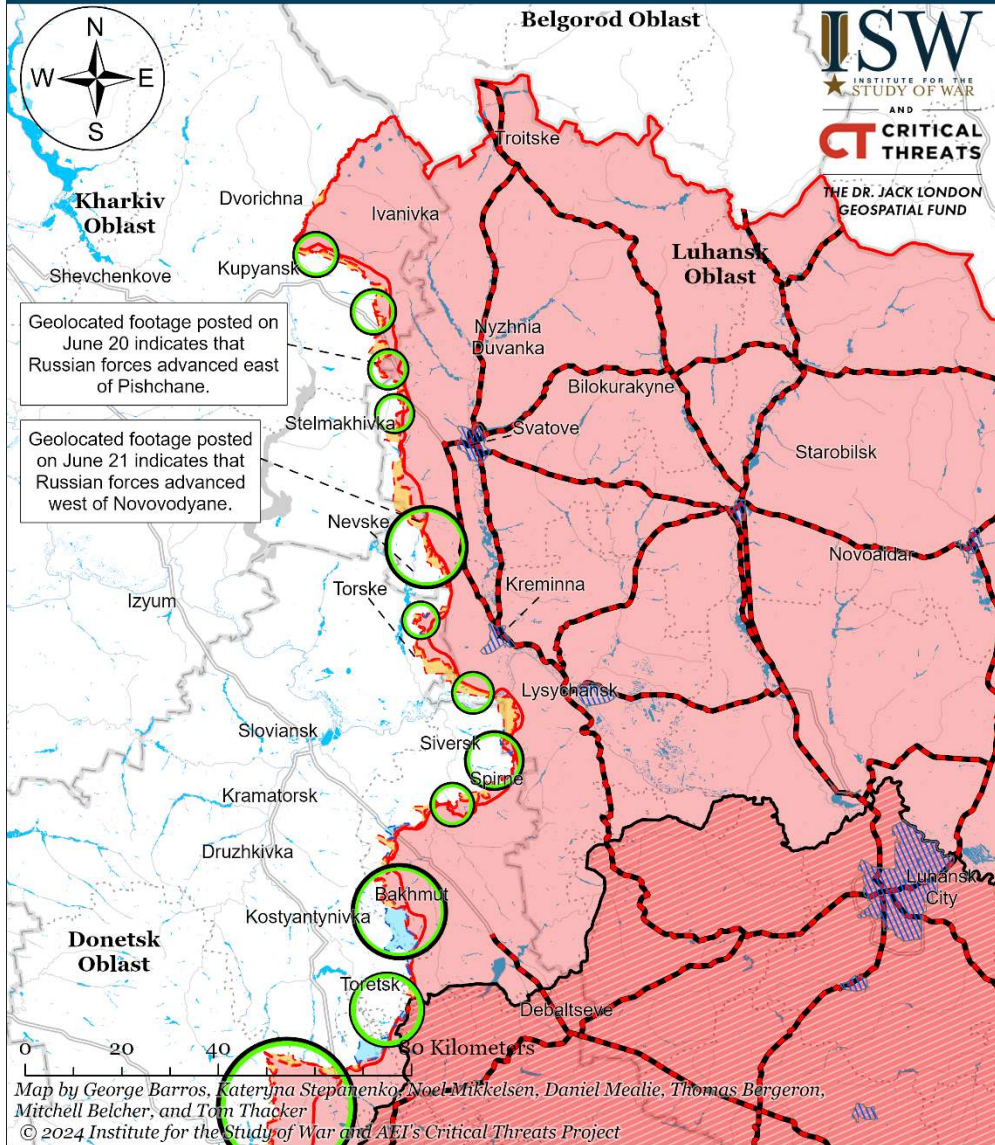 Belgorod Oblast
N
W E
S
ISW
INSTITUTE FOR THE
STUDY OF WAR
AND
CT CRITICAL
THREATS
THE DR. JACK LONDON
GEOSPATIAL FUND
Troitske
Dvorichna
Kharkiv
Oblast
Ivanivka
Luhansk
Oblast
Shevchenkove
Kupyansk
Geolocated footage posted on
June 20 indicates that
Russian forces advanced east
of Pishchane.
Nyzhnia
Duvanka
Bilokurakyne
Stelmakhivka
Svatove
Starobilsk
Geolocated footage posted
on June 21 indicates that
Russian forces advanced
west of Novovodyane.
Nevske
Novoaidar
Torske
Kreminna
Izyum
Lysychansk
Sloviansk
Siversk
Spirne
Kramatorsk
Druzhkivka
Luhansk
City
Bakhmut
Kostyantynivka
Donetsk
Oblast
Toretsk
Debaltseve
0 20 40 80 Kilometers
Map by George Barros, Kateryna Stepanenko, Noel Mikkelsen, Daniel Mealie, Thomas Bergeron,
Mitchell Belcher, and Tom Thacker
© 2024 Institute for the Study of War and AEI's Critical Threats Project